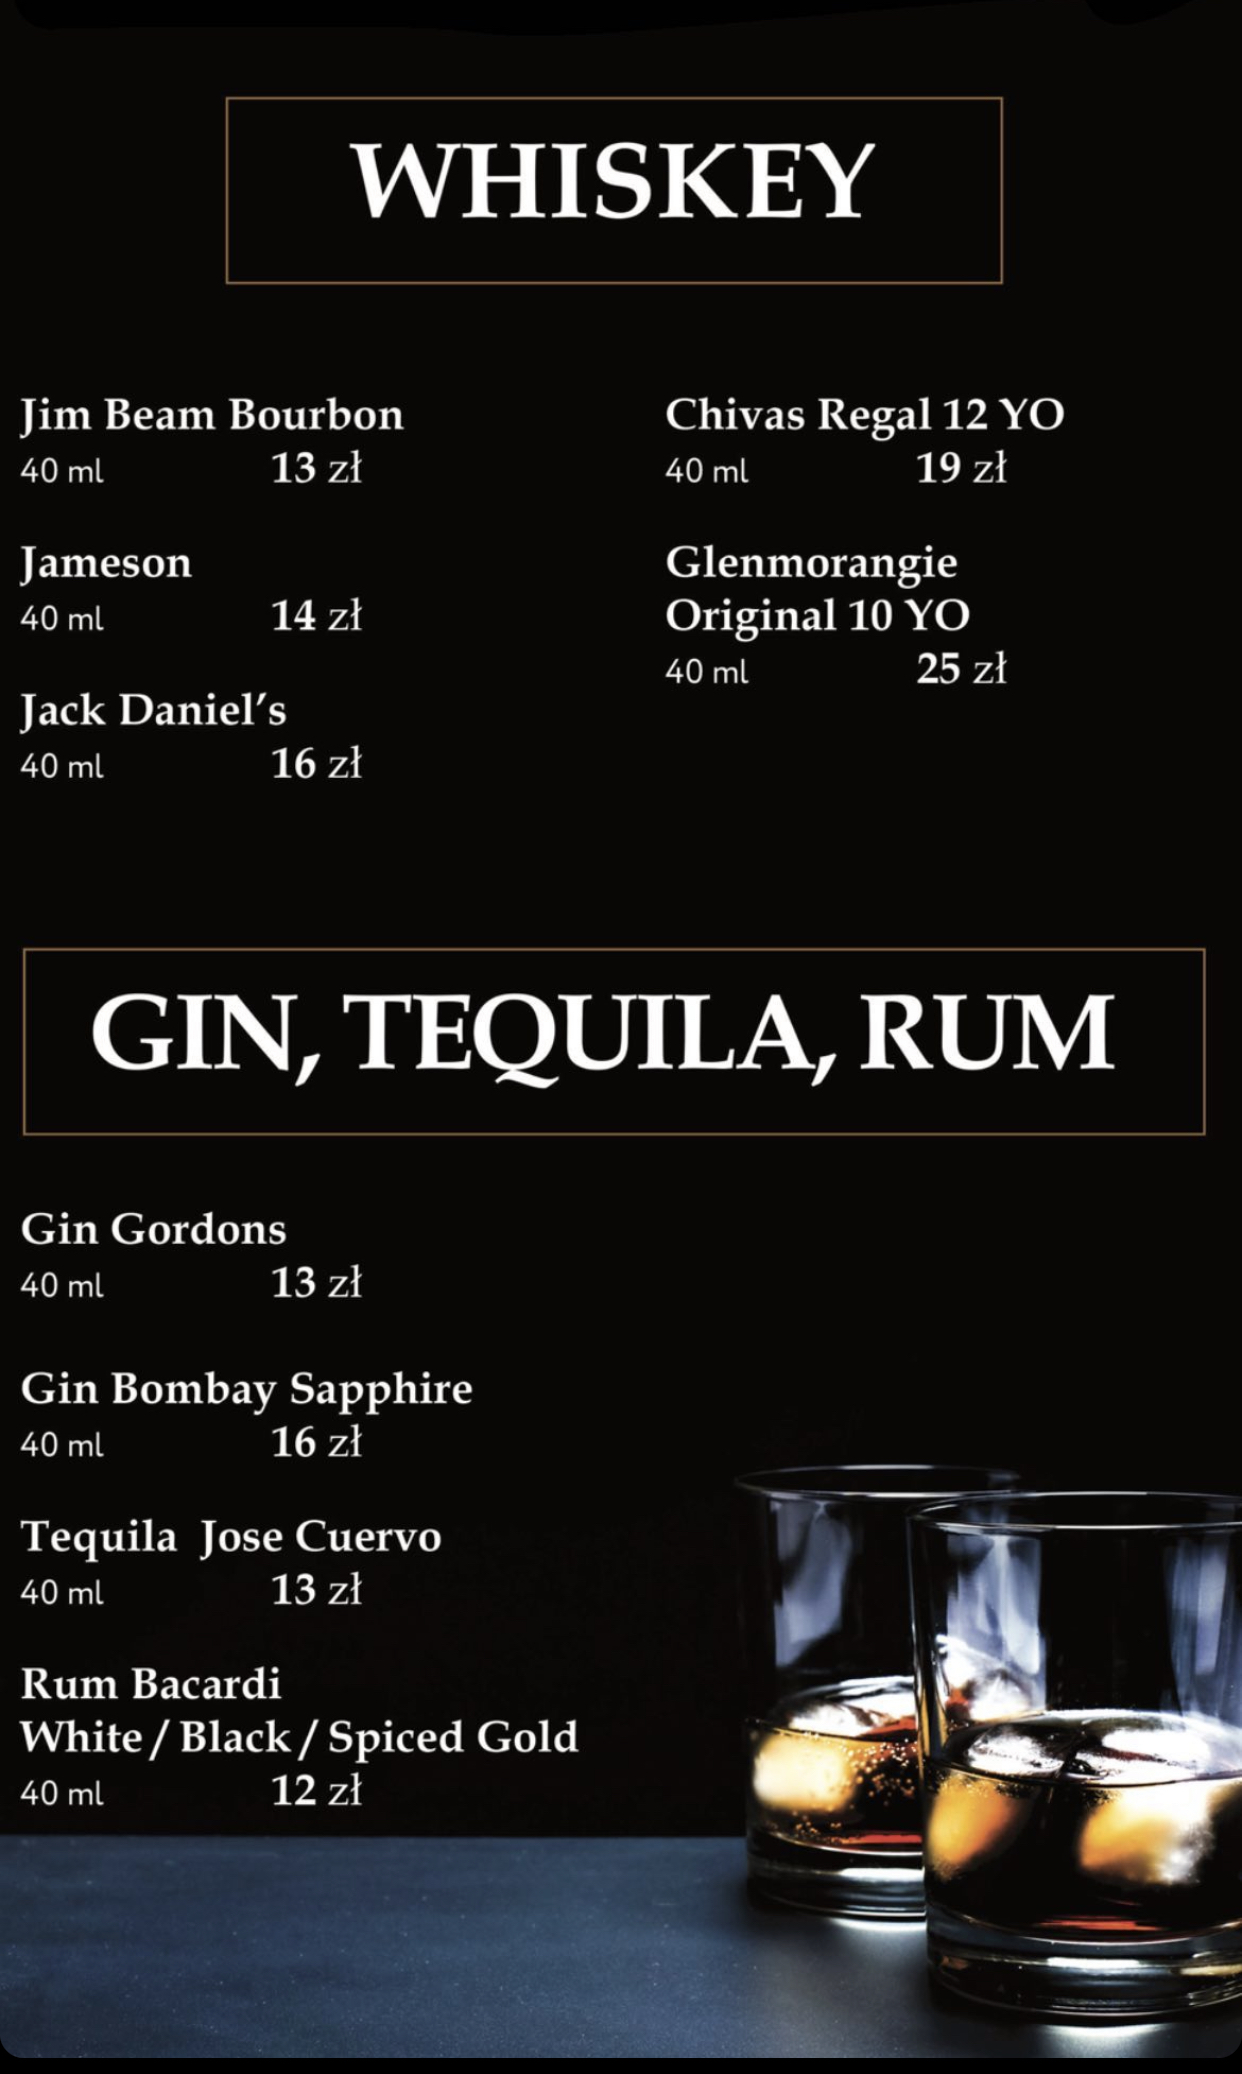 WHISKEY
Jim Beam Bourbon
40 ml 13 zł
Jameson
40 ml 14 zł
Jack Daniel’s
40 ml 16 zł
Chivas Regal 12 YO
40 ml 19 zł
Glenmorangie
Original 10 YO
40 ml 25 zł
GIN, TEQUILA, RUM
Gin Gordons
40 ml 13 zł
Gin Bombay Sapphire
40 ml 16 zł
Tequila Jose Cuervo
40 ml 13 zł
Rum Bacardi
White / Black / Spiced Gold
40 ml 12 zł